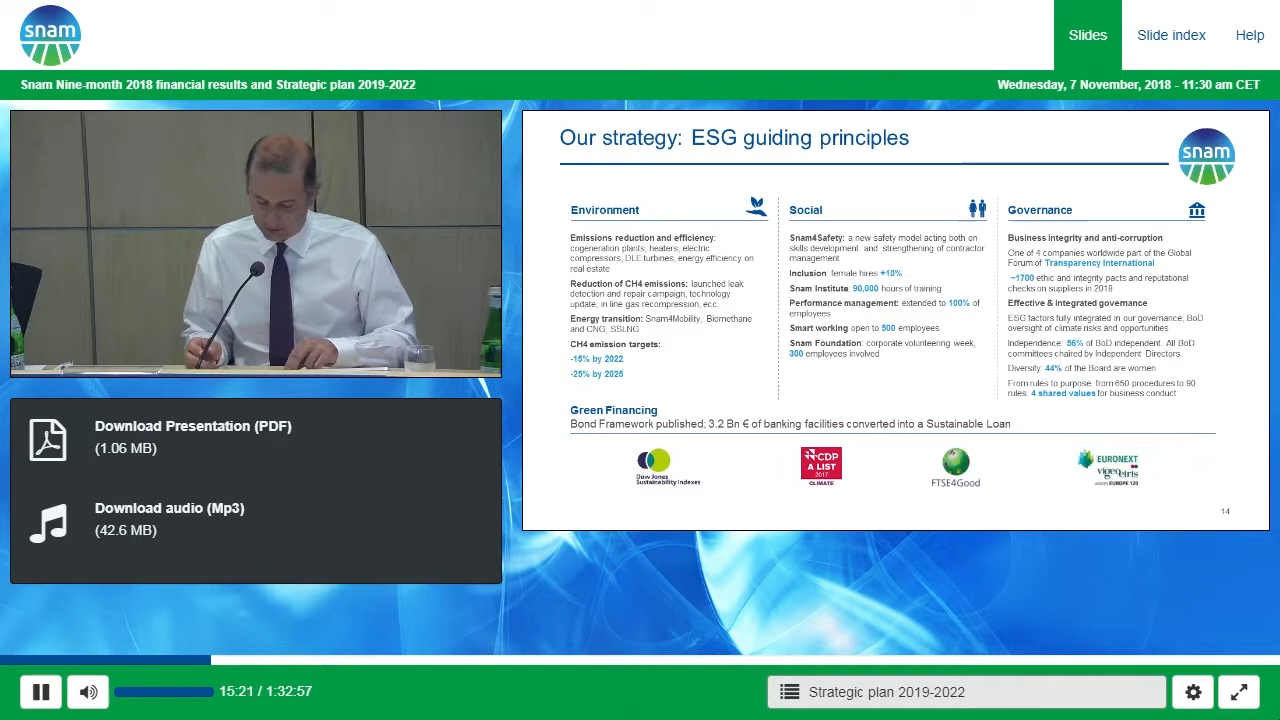 snam
Slides
Slide index
Help
Snam Nine-month 2018 financial results and Strategic plan 2019-2022
Wednesday, 7 November, 2018 - 11:30 am CET
Our strategy: ESG guiding principles
snam
Environment
Emissions reduction and efficiency:
cogeneration plants, heaters, electric
compressors, DLE turbines, energy efficiency on
real estate
Reduction of CH4 emissions: launched leak
detection and repair campaign, technology
update, in line gas recompression, ecc.
Energy transition: Snam4Mobility, Biomethane
and CNG, SSLNG
CH4 emission targets:
-15% by 2022
-25% by 2025
Social
Snam4Safety: a new safety model acting both on
skills development and strengthening of contractor
management
Inclusion: female hires +10%
Snam Institute: 90,000 hours of training
Performance management: extended to 100% of
employees
Smart working open to 500 employees
Snam Foundation: corporate volunteering week,
300 employees involved
Governance
Business integrity and anti-corruption
One of 4 companies worldwide part of the Global
Forum of Transparency International
~1700 ethic and integrity pacts and reputational
checks on suppliers in 2018
Effective & integrated governance
ESG factors fully integrated in our governance; BoD
oversight of climate risks and opportunities
Independence: 56% of BoD independent. All BoD
committees chaired by Independent Directors
Diversity: 44% of the Board are women
From rules to purpose: from 650 procedures to 90
rules. 4 shared values for business conduct
Green Financing
Bond Framework published; 3.2 Bn € of banking facilities converted into a Sustainable Loan
Dow Jones
Sustainability Indexes
CDP
A LIST
2017
CLIMATE
FTSE4Good
EURONEXT
vigeo eiris
EUROPE 120
14
Download Presentation (PDF)
(1.06 MB)
Download audio (Mp3)
(42.6 MB)
15:21 / 1:32:57
Strategic plan 2019-2022